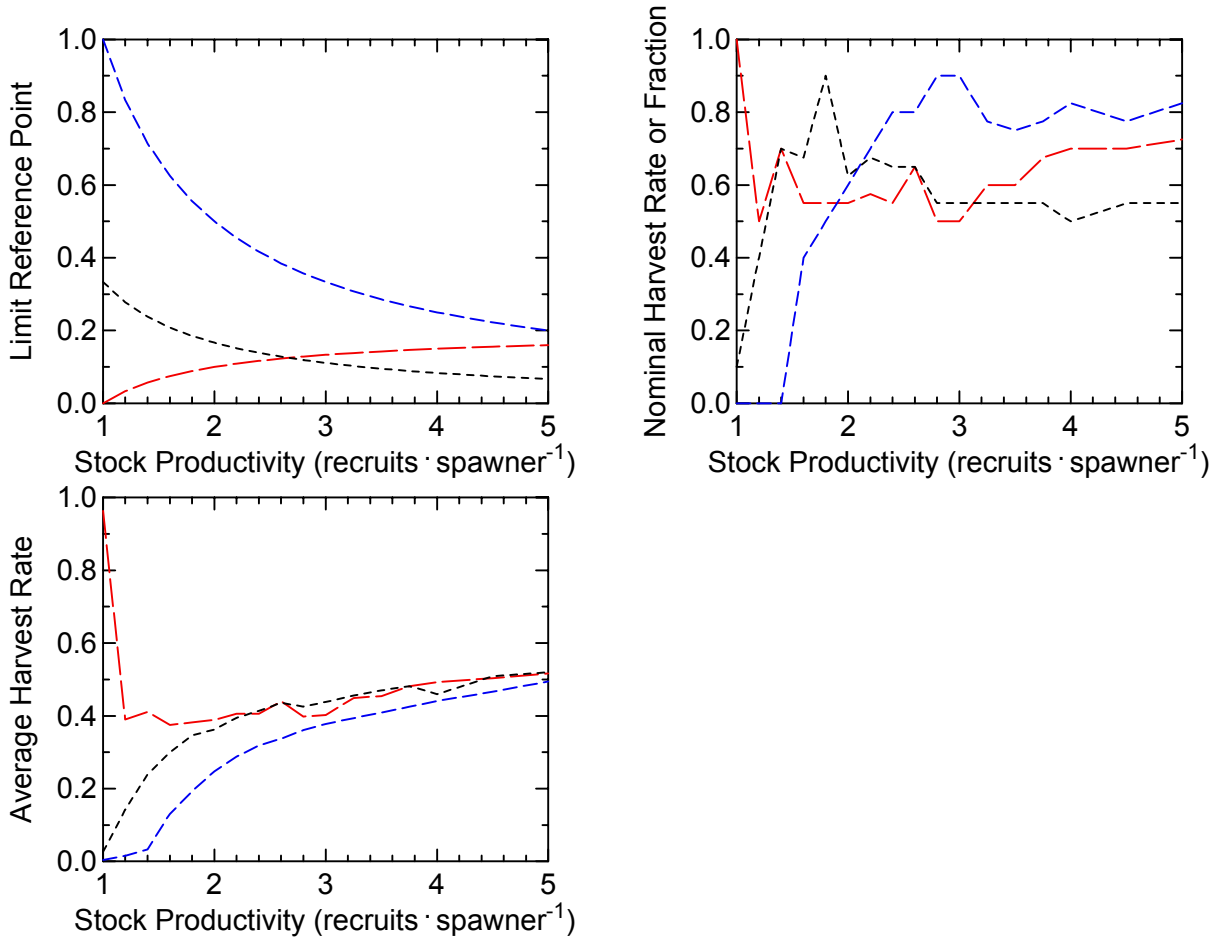 1.0
0.8
0.6
0.4
0.2
0.0
Limit Reference Point
1 2 3 4 5
Stock Productivity (recruits · spawner⁻¹)
1.0
0.8
0.6
0.4
0.2
0.0
Nominal Harvest Rate or Fraction
1 2 3 4 5
Stock Productivity (recruits · spawner⁻¹)
1.0
0.8
0.6
0.4
0.2
0.0
Average Harvest Rate
1 2 3 4 5
Stock Productivity (recruits · spawner⁻¹)